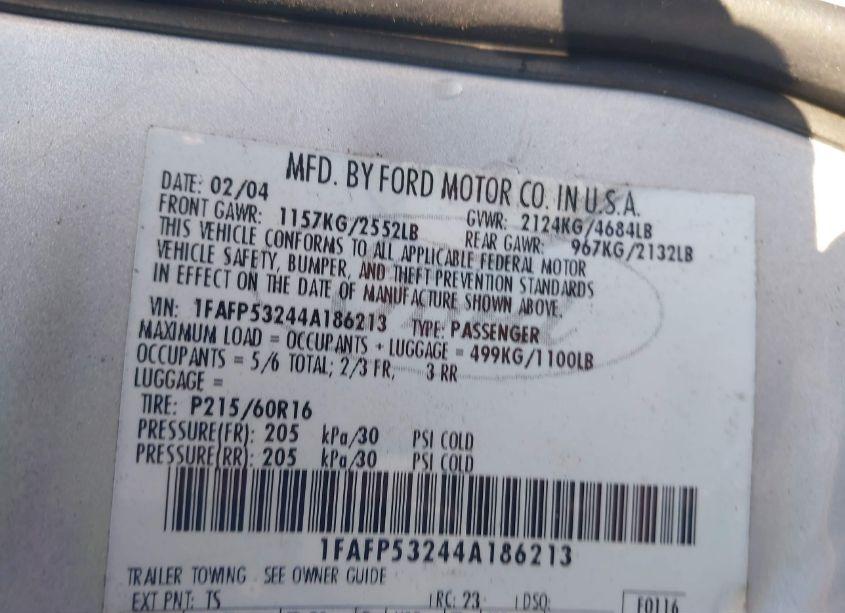 MFD. BY FORD MOTOR CO. IN U.S.A.
DATE: 02/04 GVWR: 2124KG/4684LB
FRONT GAWR: 1157KG/2552LB REAR GAWR: 967KG/2132LB
THIS VEHICLE CONFORMS TO ALL APPLICABLE FEDERAL MOTOR
VEHICLE SAFETY, BUMPER, AND THEFT PREVENTION STANDARDS
IN EFFECT ON THE DATE OF MANUFACTURE SHOWN ABOVE.
VIN: 1FAFP53244A186213 TYPE: PASSENGER
MAXIMUM LOAD = OCCUPANTS + LUGGAGE = 499KG/1100LB
OCCUPANTS = 5/6 TOTAL; 2/3 FR, 3 RR
LUGGAGE =
TIRE: P215/60R16
PRESSURE(FR): 205 kPa/30 PSI COLD
PRESSURE(RR): 205 kPa/30 PSI COLD
1FAFP53244A186213
TRAILER TOWING - SEE OWNER GUIDE
EXT PNT: TS RC: 23 DSO: F0116